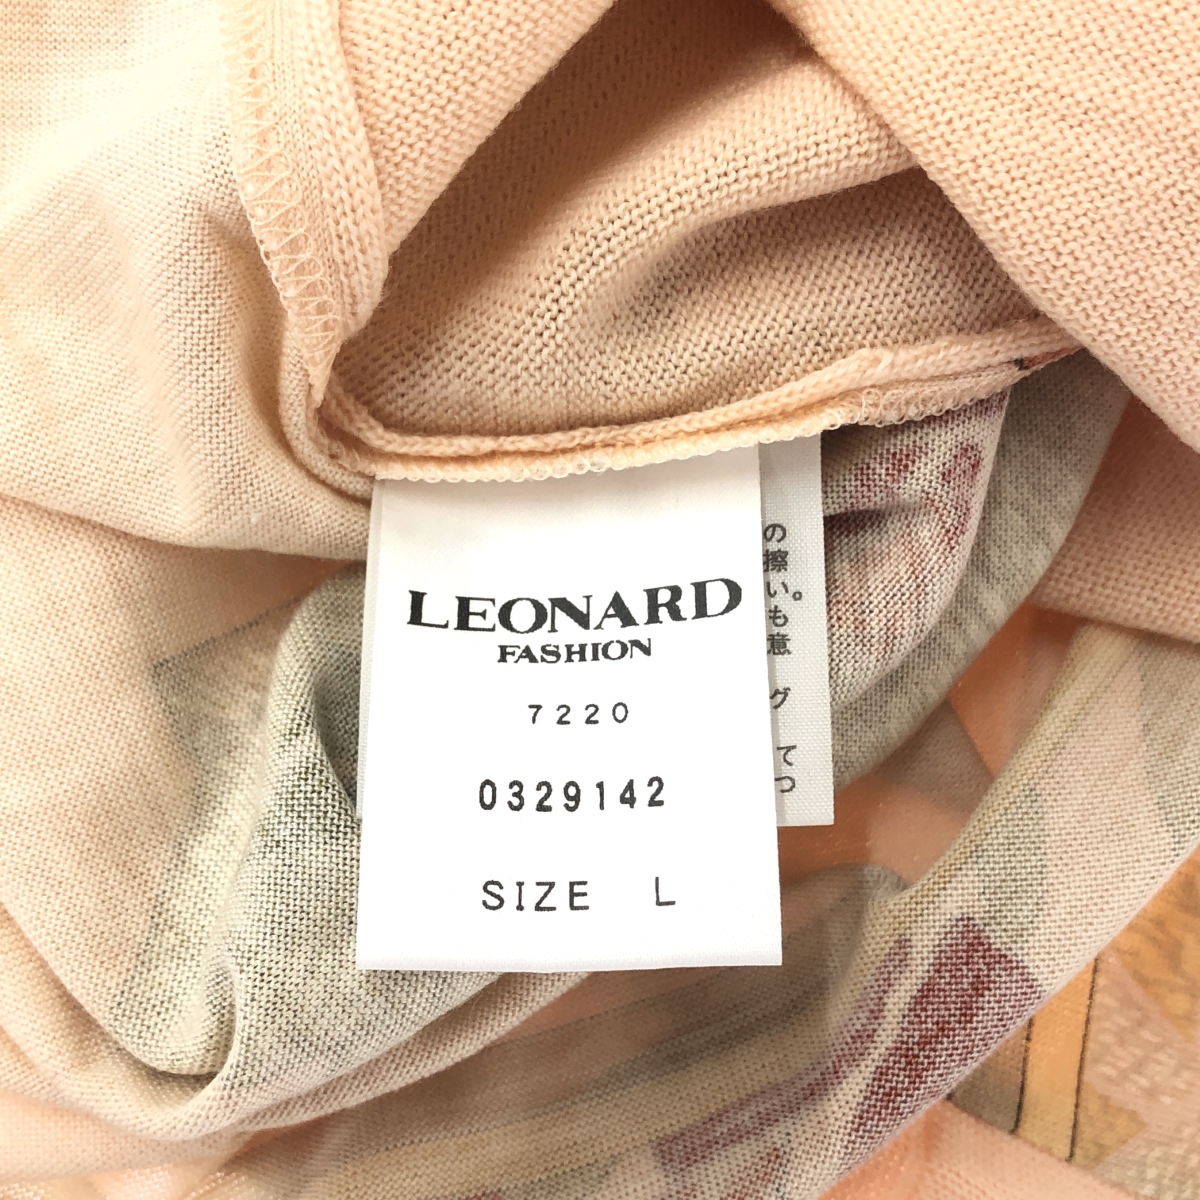 LEONARD
FASHION
7220
0329142
SIZE L
の
擦
い。
も
意
グ
て
つ